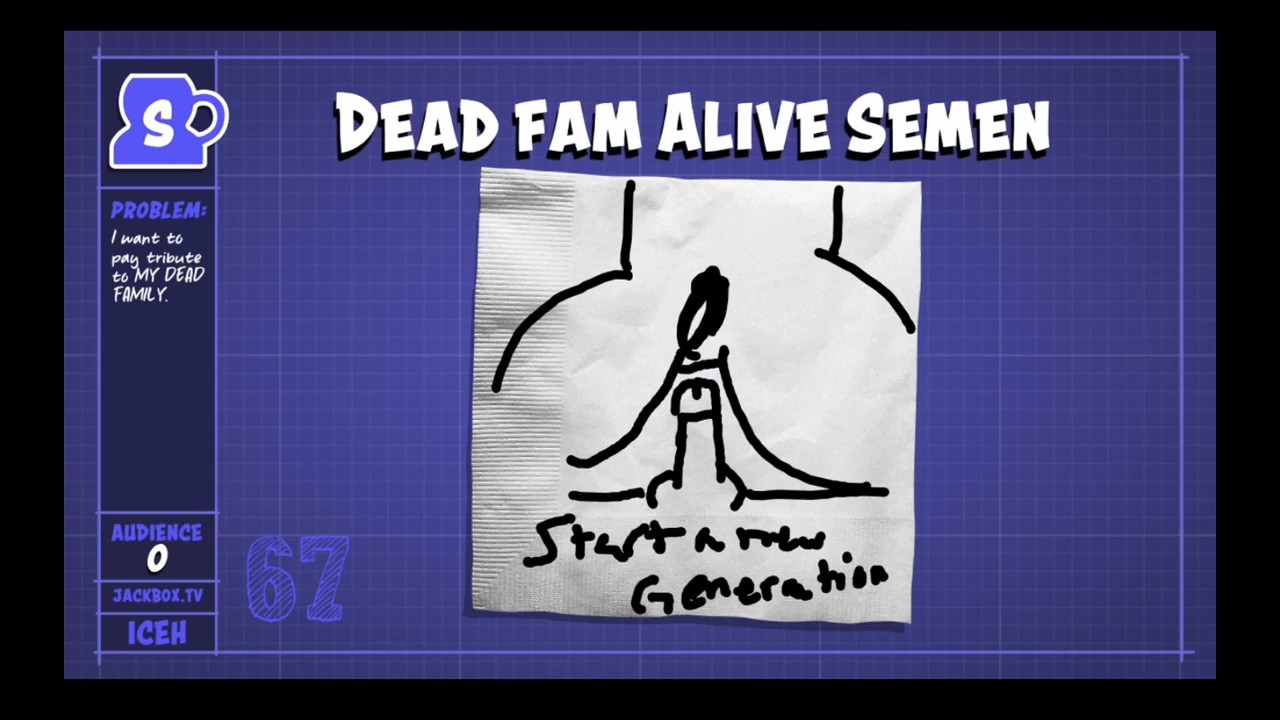 S
DEAD FAM ALIVE SEMEN
PROBLEM:
I want to
pay tribute
to MY DEAD
FAMILY.
Start a new
Generation
67
AUDIENCE
0
JACKBOX.TV
ICEH